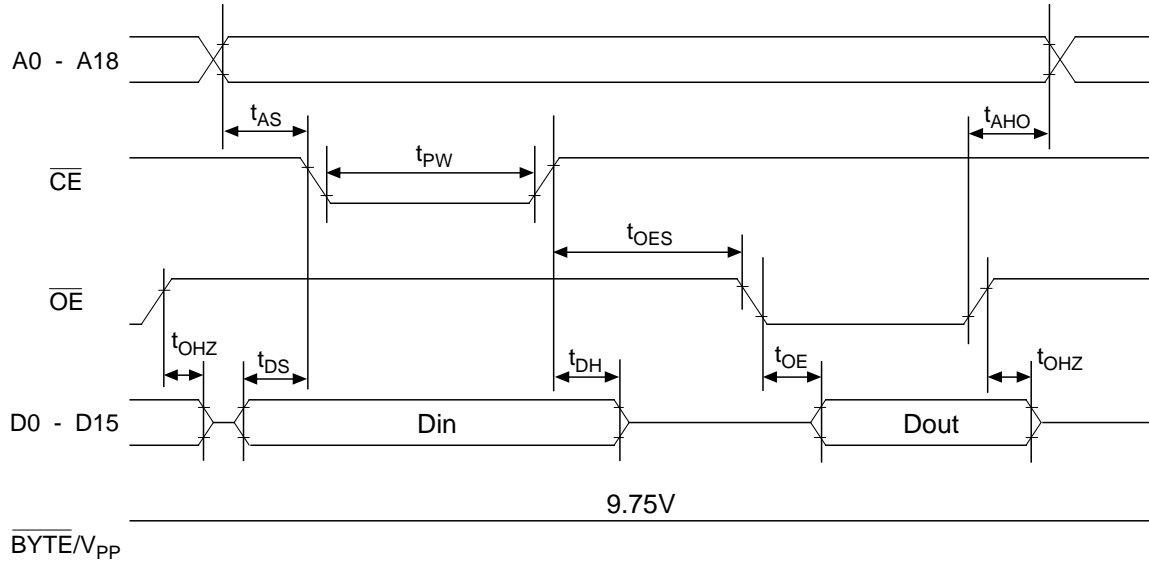 A0 - A18
tAS
tAHO
CE
tPW
tOES
OE
tOHZ
tDS
tDH
tOE
tOHZ
D0 - D15
Din
Dout
9.75V
BYTE/VPP